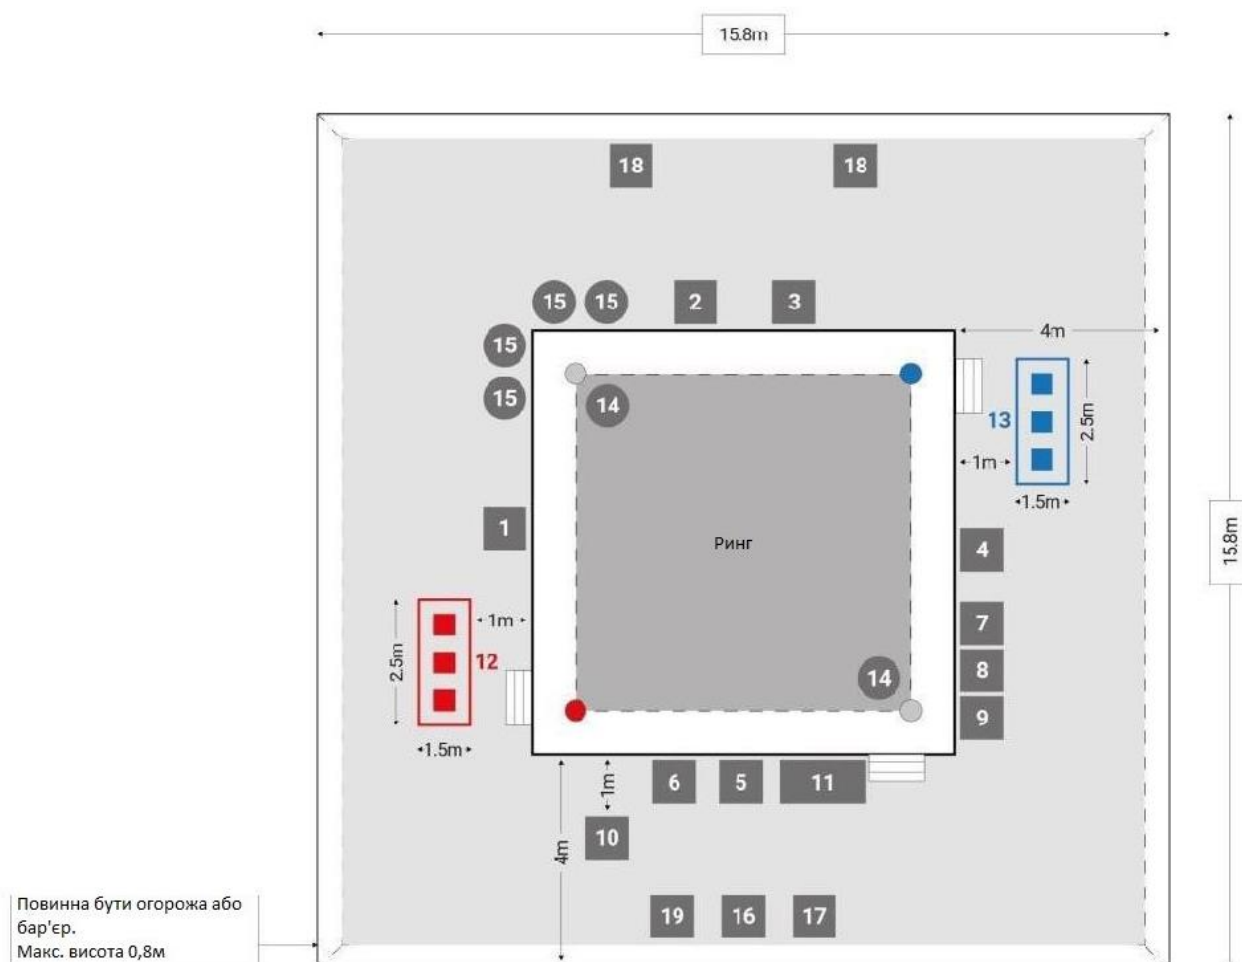 15.8m
18 18
15 15 2 3
15
4m
15
14
13
2.5m
1m
1.5m
1
Ринг
4
15.8m
1m
7
2.5m
12
8
14
9
1.5m
6 5 11
1m
10
4m
19 16 17
Повинна бути огорожа або
бар'єр.
Макс. висота 0,8м